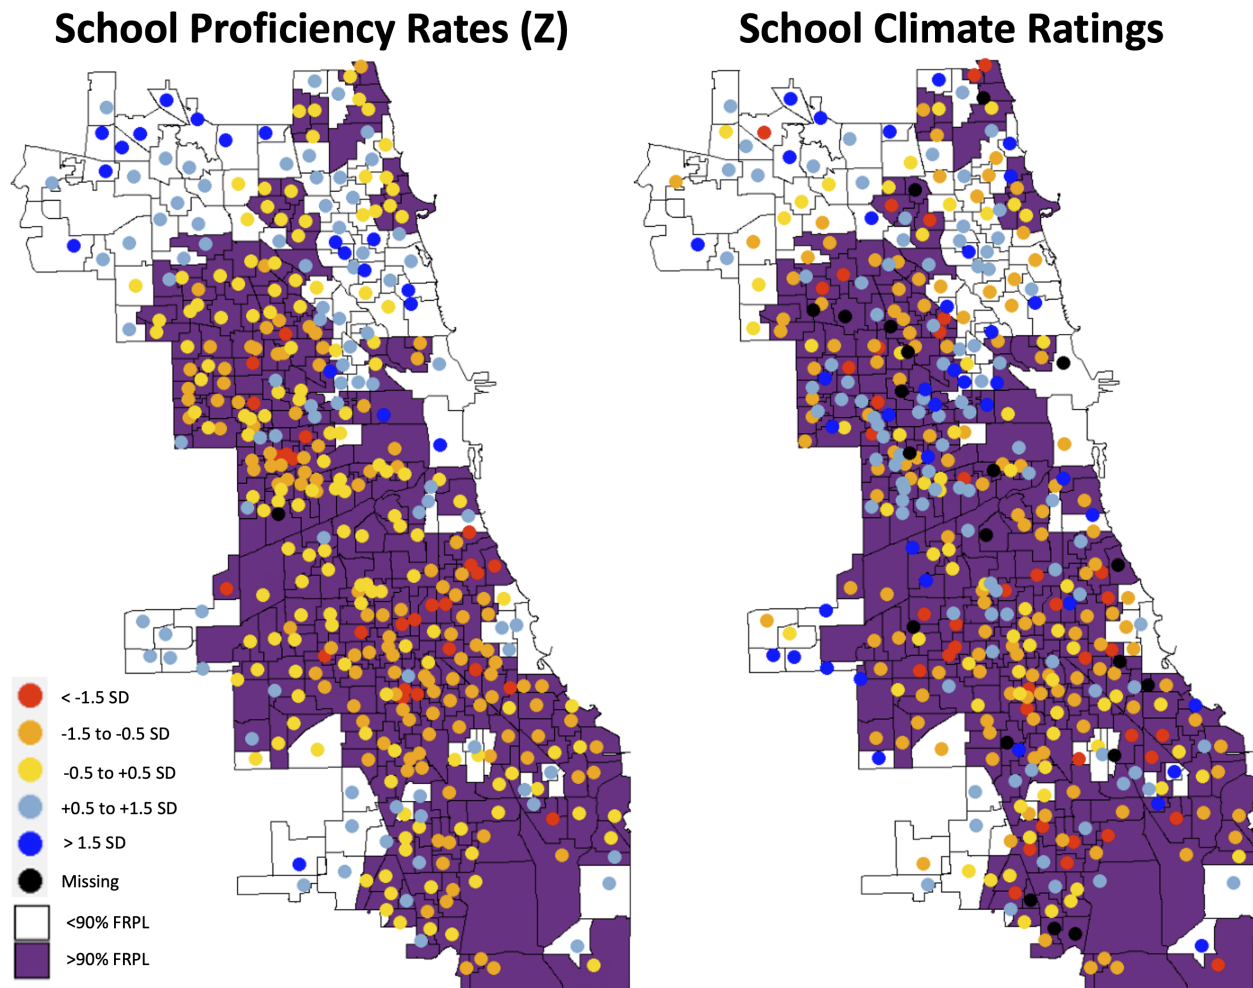 School Proficiency Rates (Z)
School Climate Ratings
< -1.5 SD
-1.5 to -0.5 SD
-0.5 to +0.5 SD
+0.5 to +1.5 SD
> 1.5 SD
Missing
<90% FRPL
>90% FRPL